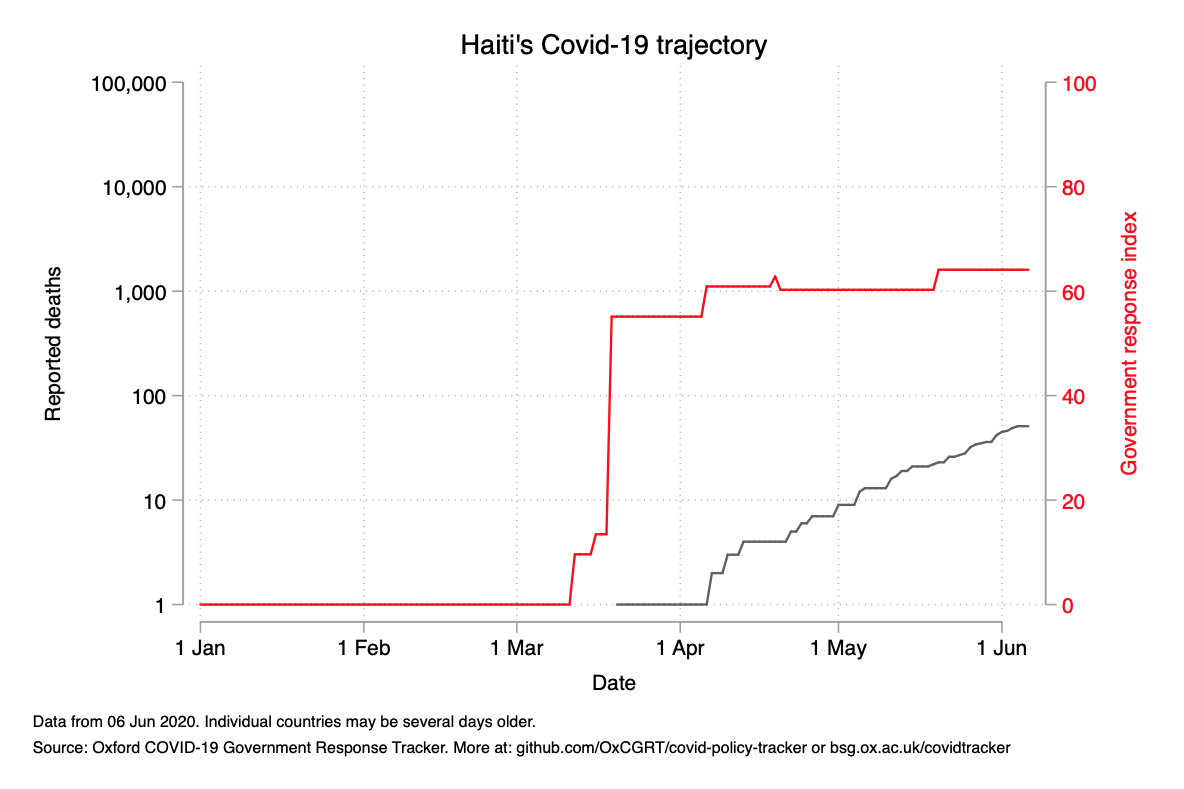 Haiti's Covid-19 trajectory
100,000
10,000
1,000
100
10
1
Reported deaths
100
80
60
40
20
0
Government response index
1 Jan 1 Feb 1 Mar 1 Apr 1 May 1 Jun
Date
Data from 06 Jun 2020. Individual countries may be several days older.
Source: Oxford COVID-19 Government Response Tracker. More at: github.com/OxCGRT/covid-policy-tracker or bsg.ox.ac.uk/covidtracker